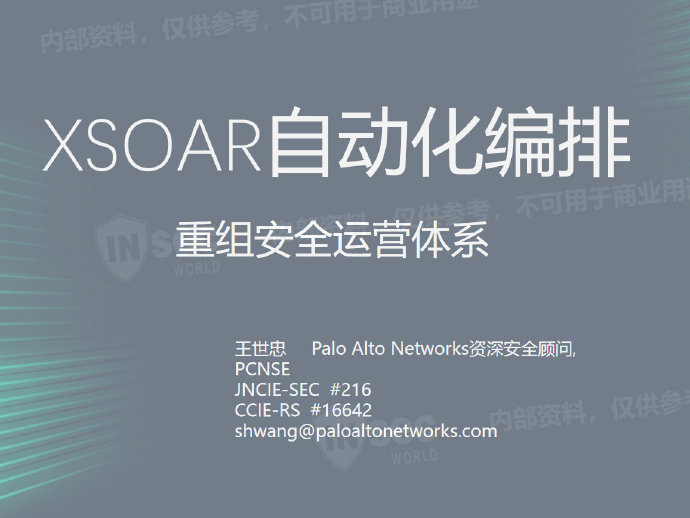 内部资料，仅供参考，不可用于商业用途
XSOAR自动化编排
内部资料，仅供参考，不可用于商业用
INSOC
WORLD
重组安全运营体系
王世忠 Palo Alto Networks资深安全顾问,
PCNSE
JNCIE-SEC #216
CCIE-RS #16642
shwang@paloaltonetworks.com
内部资料，仅供参考
INSOC
WORLD